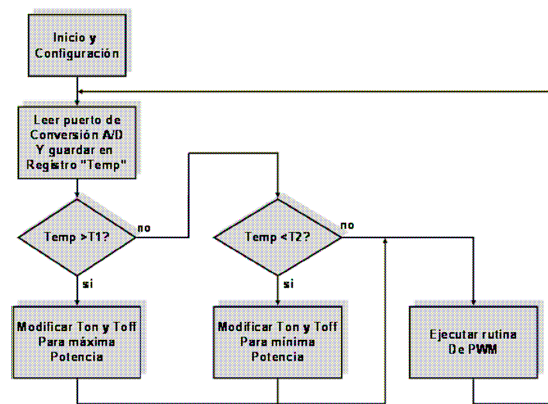 Inicio y
Configuración
Leer puerto de
Conversión A/D
Y guardar en
Registro "Temp"
Temp >T1?
no
si
Temp <T2?
no
si
Modificar Ton y Toff
Para máxima
Potencia
Modificar Ton y Toff
Para minima
Potencia
Ejecutar rutina
De PWM